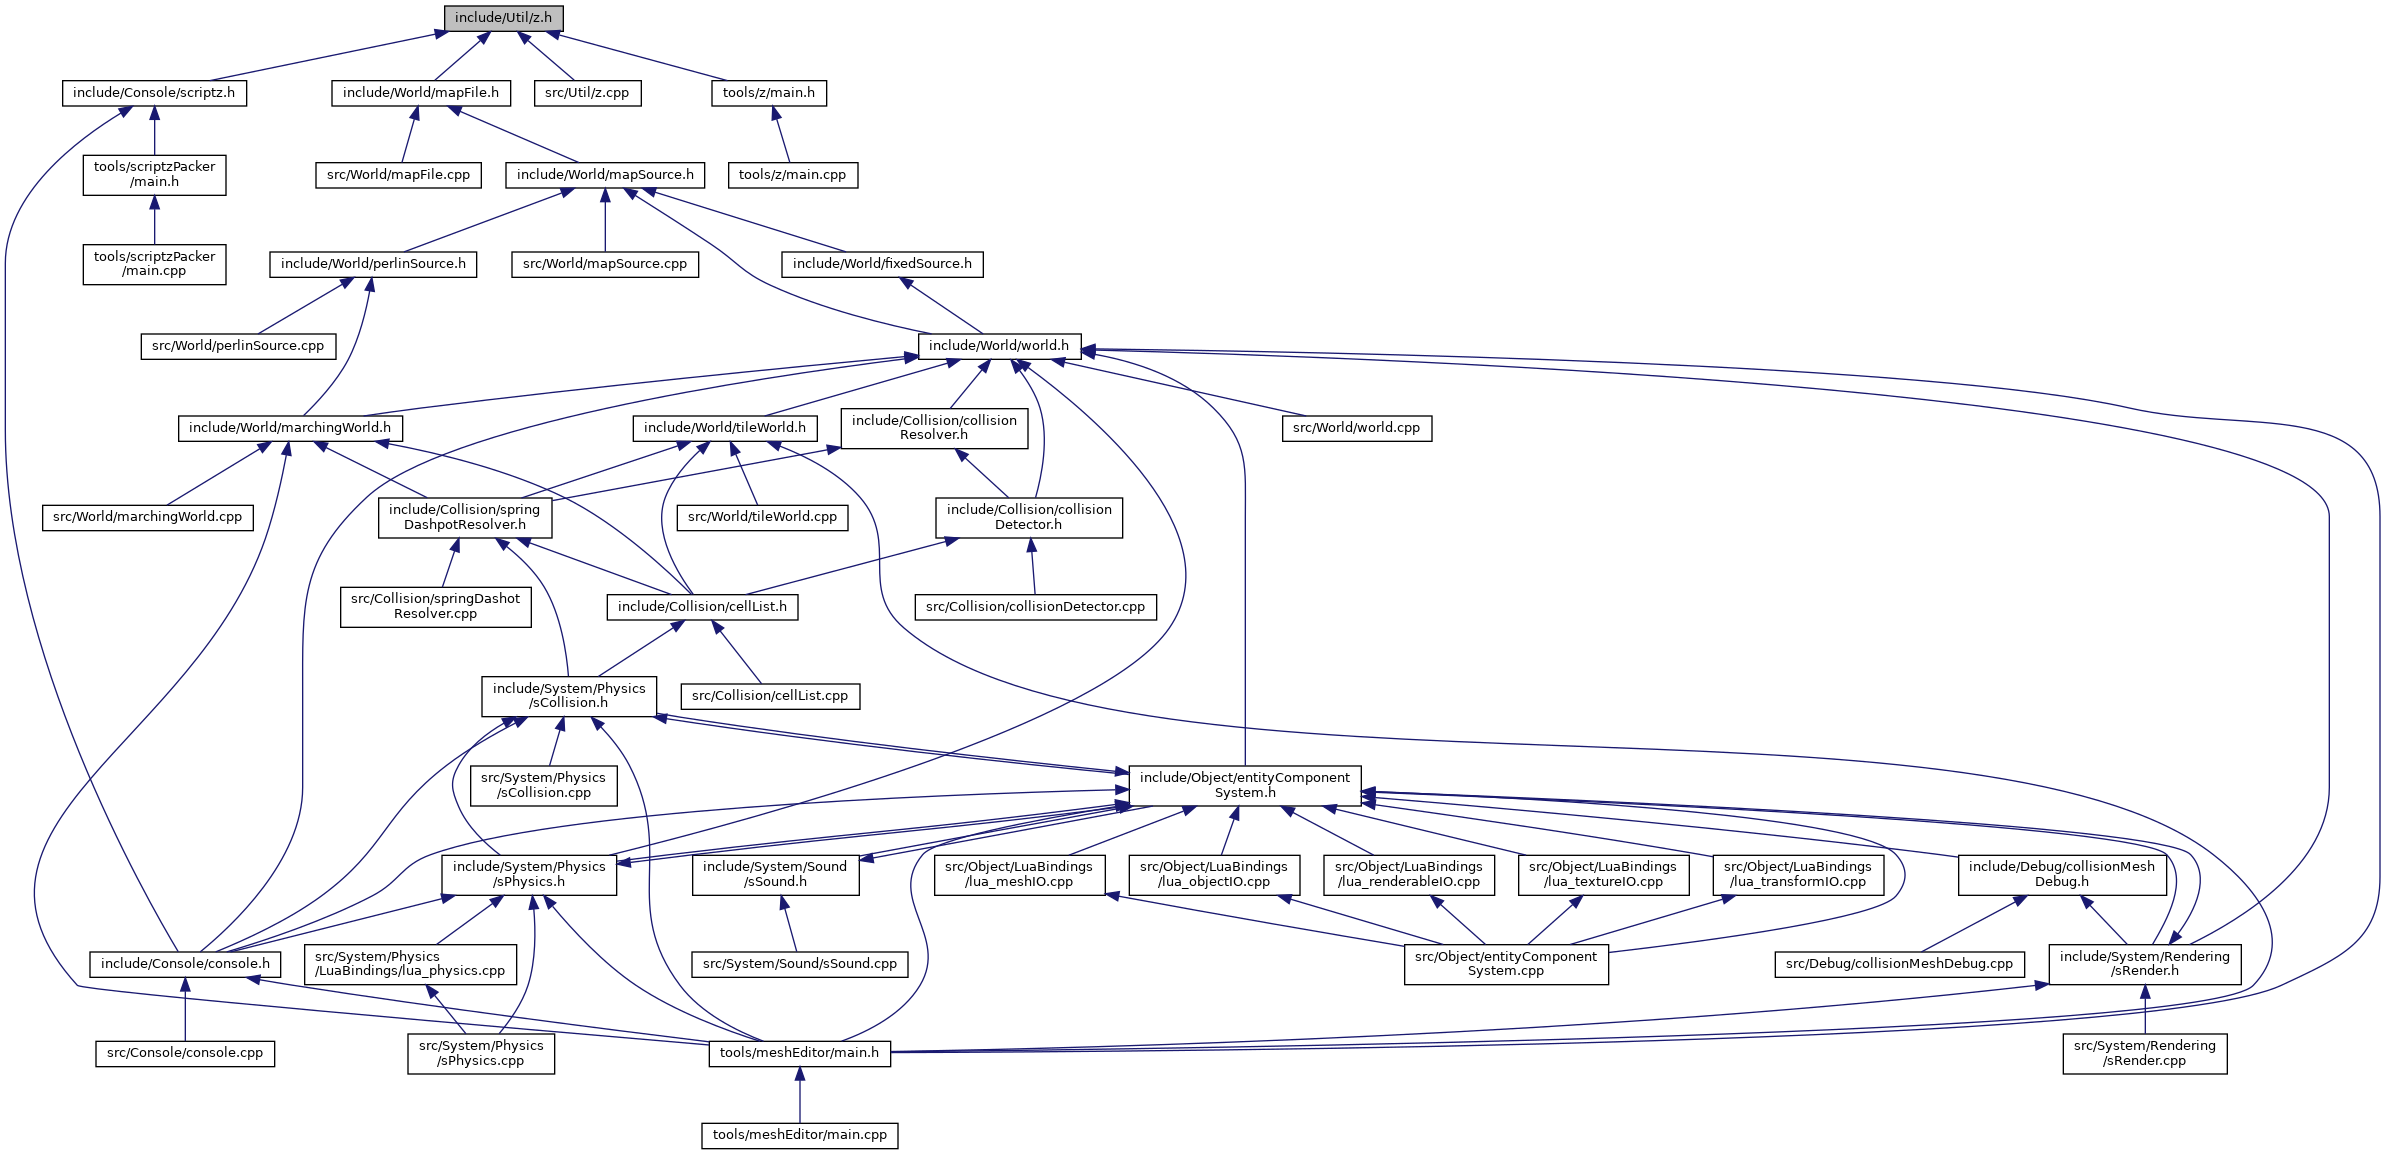 include/Util/z.h
include/Console/scriptz.h
include/World/mapFile.h
src/Util/z.cpp
tools/z/main.h
tools/scriptzPacker
/main.h
src/World/mapFile.cpp
include/World/mapSource.h
tools/z/main.cpp
tools/scriptzPacker
/main.cpp
include/World/perlinSource.h
src/World/mapSource.cpp
include/World/fixedSource.h
src/World/perlinSource.cpp
include/World/world.h
include/World/marchingWorld.h
include/World/tileWorld.h
include/Collision/collision
Resolver.h
src/World/world.cpp
src/World/marchingWorld.cpp
include/Collision/spring
DashpotResolver.h
src/World/tileWorld.cpp
include/Collision/collision
Detector.h
src/Collision/springDashot
Resolver.cpp
include/Collision/cellList.h
src/Collision/collisionDetector.cpp
include/System/Physics
/sCollision.h
src/Collision/cellList.cpp
src/System/Physics
/sCollision.cpp
include/Object/entityComponent
System.h
include/System/Physics
/sPhysics.h
include/System/Sound
/sSound.h
src/Object/LuaBindings
/lua_meshIO.cpp
src/Object/LuaBindings
/lua_objectIO.cpp
src/Object/LuaBindings
/lua_renderableIO.cpp
src/Object/LuaBindings
/lua_textureIO.cpp
src/Object/LuaBindings
/lua_transformIO.cpp
include/Debug/collisionMesh
Debug.h
include/Console/console.h
src/System/Physics
/LuaBindings/lua_physics.cpp
src/System/Sound/sSound.cpp
src/Object/entityComponent
System.cpp
src/Debug/collisionMeshDebug.cpp
include/System/Rendering
/sRender.h
src/Console/console.cpp
src/System/Physics
/sPhysics.cpp
tools/meshEditor/main.h
src/System/Rendering
/sRender.cpp
tools/meshEditor/main.cpp